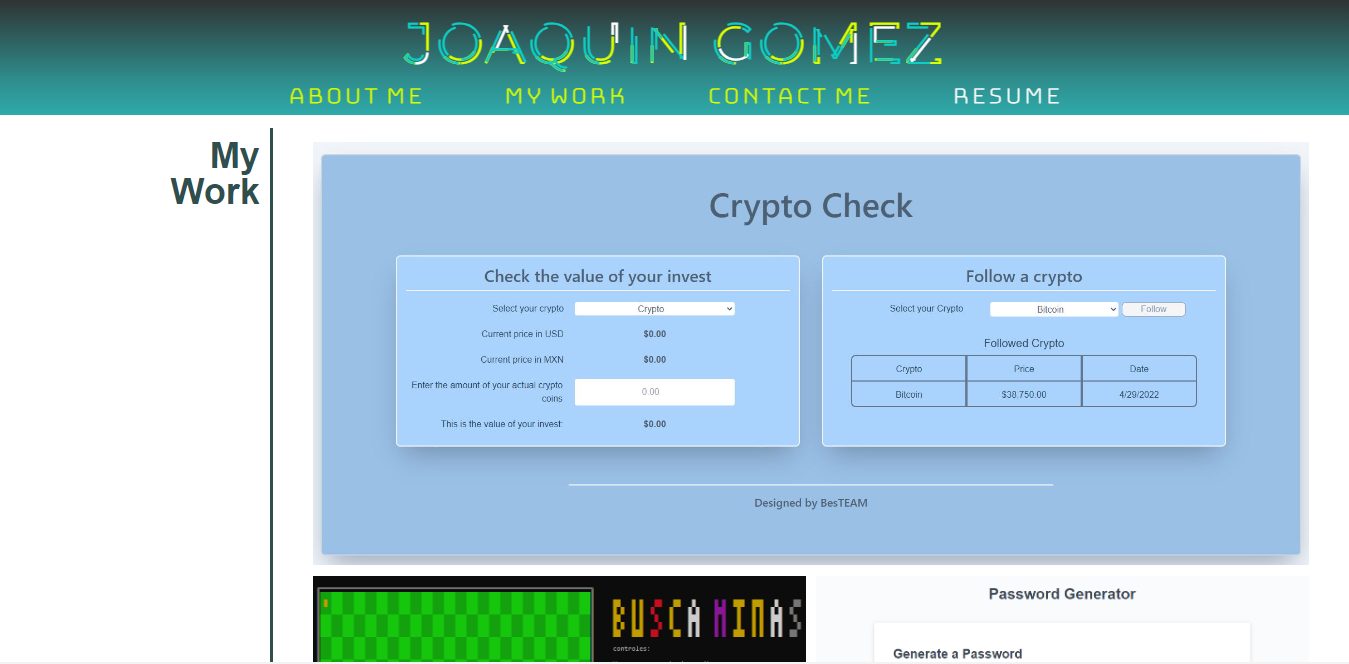 JOAQUIN GOMEZ
ABOUT ME MY WORK CONTACT ME RESUME
My
Work
Crypto Check
Check the value of your invest
Select your crypto Crypto
Current price in USD $0.00
Current price in MXN $0.00
Enter the amount of your actual crypto
coins 0.00
This is the value of your invest: $0.00
Follow a crypto
Select your Crypto Bitcoin Follow
Followed Crypto
Crypto Price Date
Bitcoin $38,750.00 4/29/2022
Designed by BesTEAM
BUSCA MINAS
controles:
Password Generator
Generate a Password